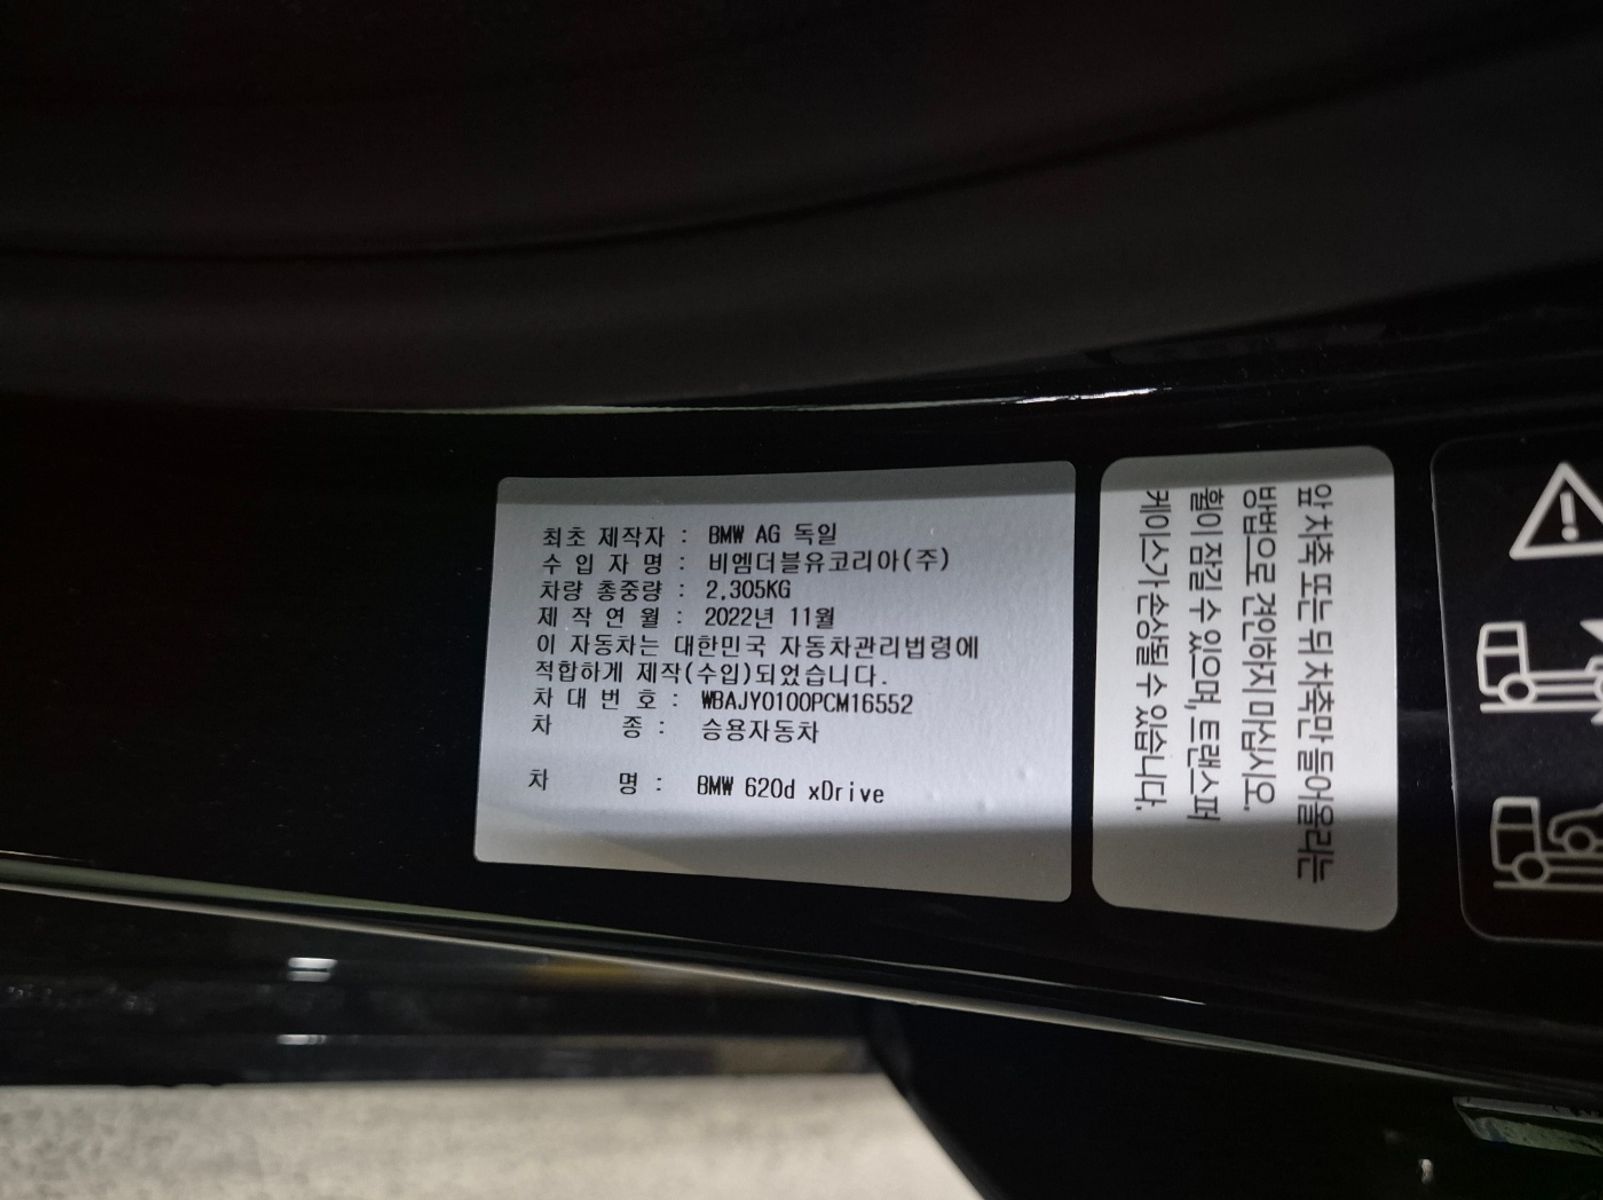 최초 제작자 : BMW AG 독일
수 입 자 명 : 비엠더블유코리아(주)
차량 총중량 : 2,305KG
제 작 연 월 : 2022년 11월
이 자동차는 대한민국 자동차관리법령에
적합하게 제작(수입)되었습니다.
차 대 번 호 : WBAJY0100PCM16552
차 종 : 승용자동차
차 명 : BMW 620d xDrive
앞 차축 또는 뒤 차축만 들어올리는
방법으로 견인하지 마십시오.
휠이 잠길 수 있으며, 트랜스퍼
케이스가 손상될 수 있습니다.